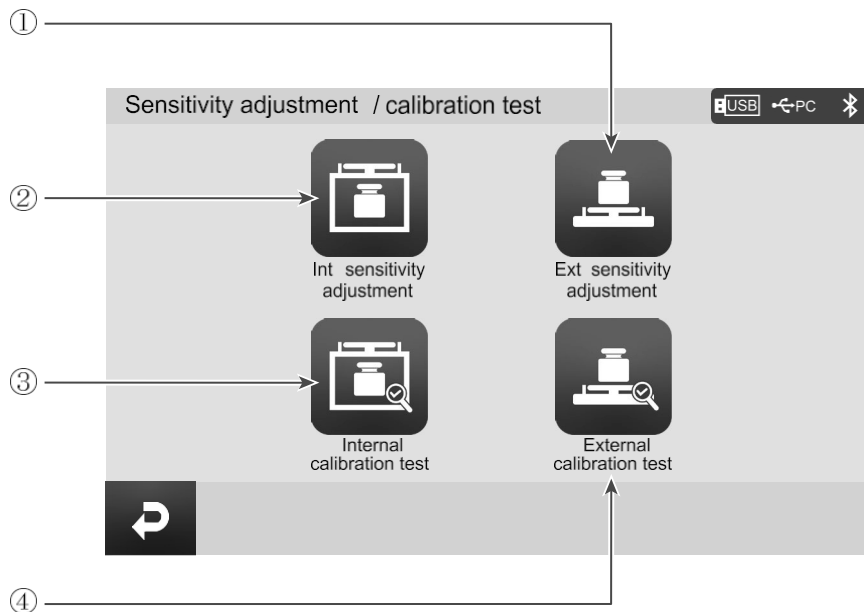 ①
Sensitivity adjustment / calibration test
USB PC
②
Int sensitivity
adjustment
Ext sensitivity
adjustment
③
Internal
calibration test
External
calibration test
④